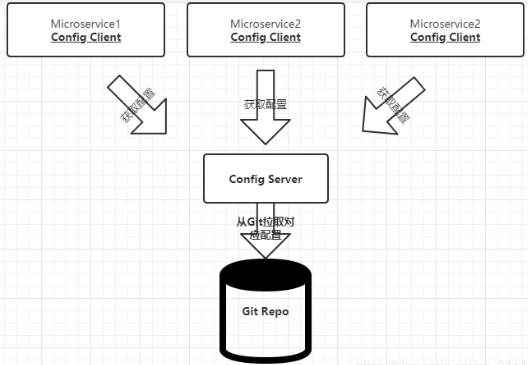 Microservice1
Config Client
Microservice2
Config Client
Microservice2
Config Client
获取配置
获取配置
获取配置
Config Server
从Git拉取对
应配置
Git Repo